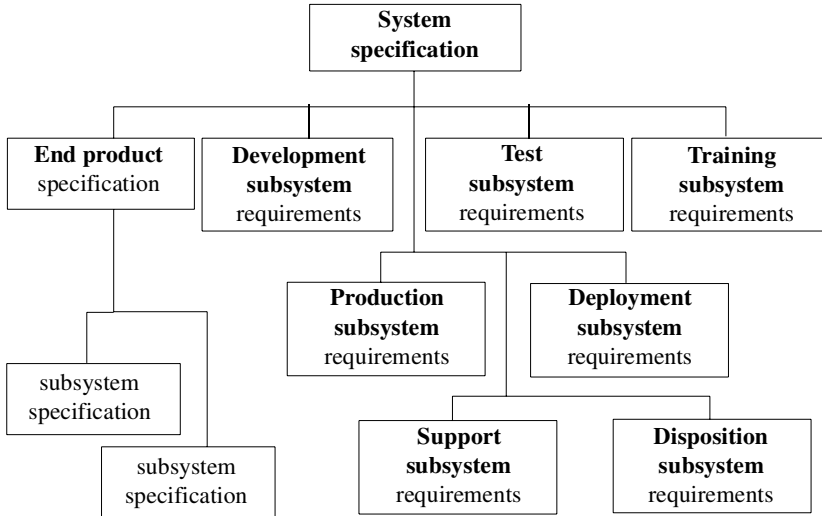 System
specification
End product
specification
Development
subsystem
requirements
Test
subsystem
requirements
Training
subsystem
requirements
Production
subsystem
requirements
Deployment
subsystem
requirements
subsystem
specification
Support
subsystem
requirements
Disposition
subsystem
requirements
subsystem
specification